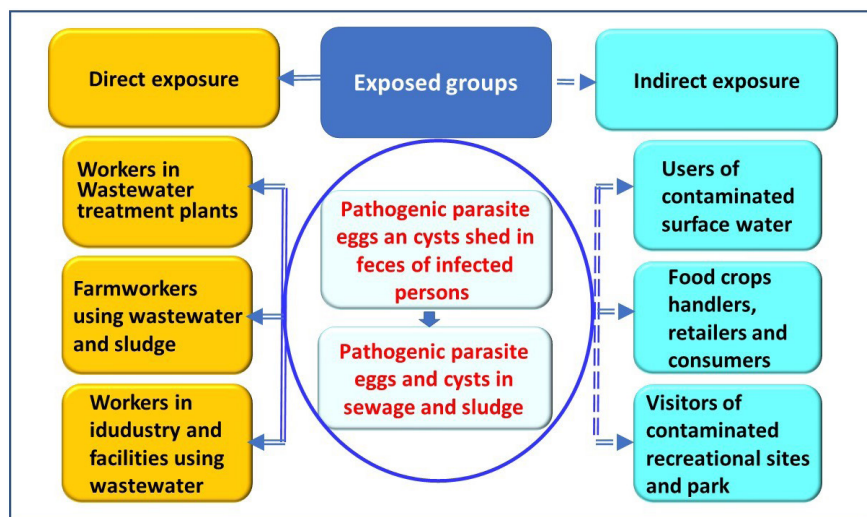 Direct exposure
Exposed groups
Indirect exposure
Workers in
Wastewater
treatment plants
Farmworkers
using wastewater
and sludge
Workers in
idudustry and
facilities using
wastewater
Pathogenic parasite
eggs an cysts shed in
feces of infected
persons
Pathogenic parasite
eggs and cysts in
sewage and sludge
Users of
contaminated
surface water
Food crops
handlers,
retailers and
consumers
Visitors of
contaminated
recreational sites
and park